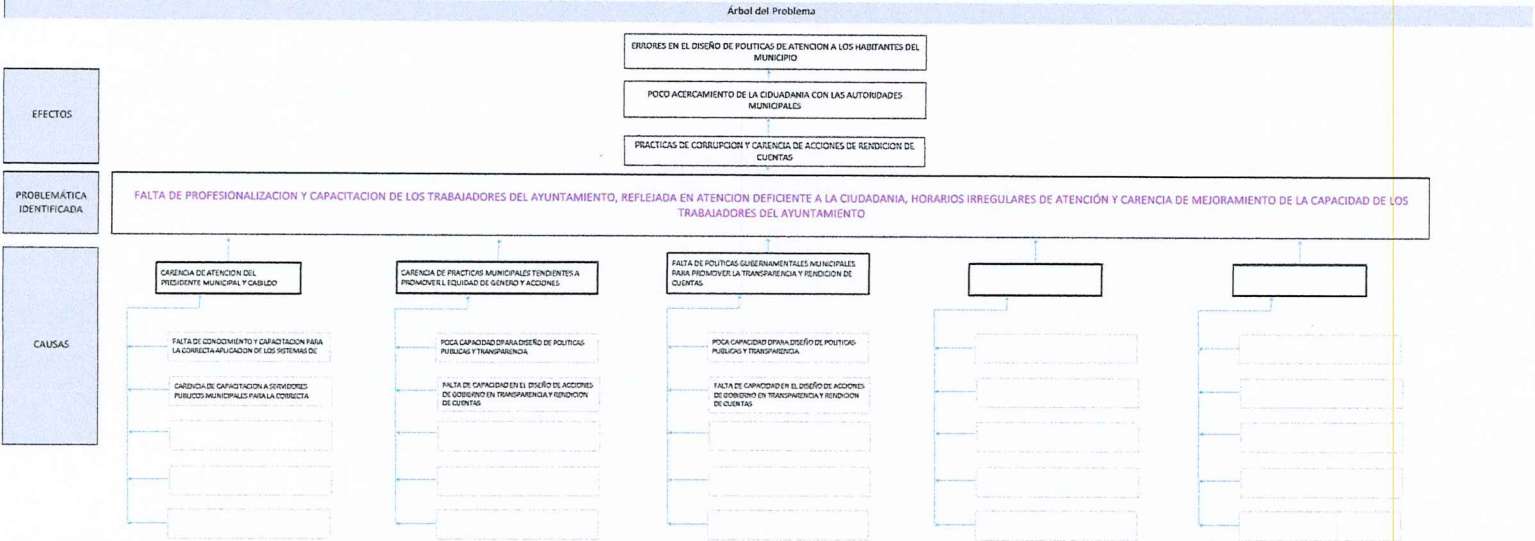 Árbol del Problema
ERRORES EN EL DISEÑO DE POLITICAS DE ATENCION A LOS HABITANTES DEL
MUNICIPIO
POCO ACERCAMIENTO DE LA CIDUADANIA CON LAS AUTORIDADES
MUNICIPALES
EFECTOS
PRACTICAS DE CORRUPCION Y CARENCIA DE ACCIONES DE RENDICION DE
CUENTAS
PROBLEMÁTICA
IDENTIFICADA
FALTA DE PROFESIONALIZACION Y CAPACITACION DE LOS TRABAJADORES DEL AYUNTAMIENTO, REFLEJADA EN ATENCION DEFICIENTE A LA CIUDADANIA, HORARIOS IRREGULARES DE ATENCIÓN Y CARENCIA DE MEJORAMIENTO DE LA CAPACIDAD DE LOS
TRABAJADORES DEL AYUNTAMIENTO
CAUSAS
CARENCIA DE ATENCION DEL
PRESIDENTE MUNICIPAL Y CABILDO
FALTA DE CONOCIMIENTO Y CAPACITACION PARA
LA CORRECTA APLICACION DE LOS SISTEMAS DE
CARENCIA DE CAPACITACION A SERVIDORES
PUBLICOS MUNICIPALES PARA LA CORRECTA
CARENCIA DE PRACTICAS MUNICIPALES TENDIENTES A
PROMOVER L EQUIDAD DE GENERO Y ACCIONES
POCA CAPACIDAD DPARA DISEÑO DE POLITICAS
PUBLICAS Y TRANSPARENCIA
FALTA DE CAPACIDAD EN EL DISEÑO DE ACCIONES
DE GOBIERNO EN TRANSPARENCIA Y RENDICION
DE CUENTAS
FALTA DE POLITICAS GUBERNAMENTALES MUNICIPALES
PARA PROMOVER LA TRANSPARENCIA Y RENDICION DE
CUENTAS
POCA CAPACIDAD DPARA DISEÑO DE POLITICAS
PUBLICAS Y TRANSPARENCIA
FALTA DE CAPACIDAD EN EL DISEÑO DE ACCIONES
DE GOBIERNO EN TRANSPARENCIA Y RENDICION
DE CUENTAS